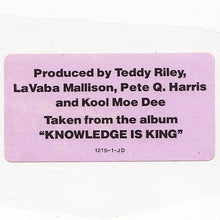 Produced by Teddy Riley,
LaVaba Mallison, Pete Q. Harris
and Kool Moe Dee
Taken from the album
“KNOWLEDGE IS KING”
1215-1-JD